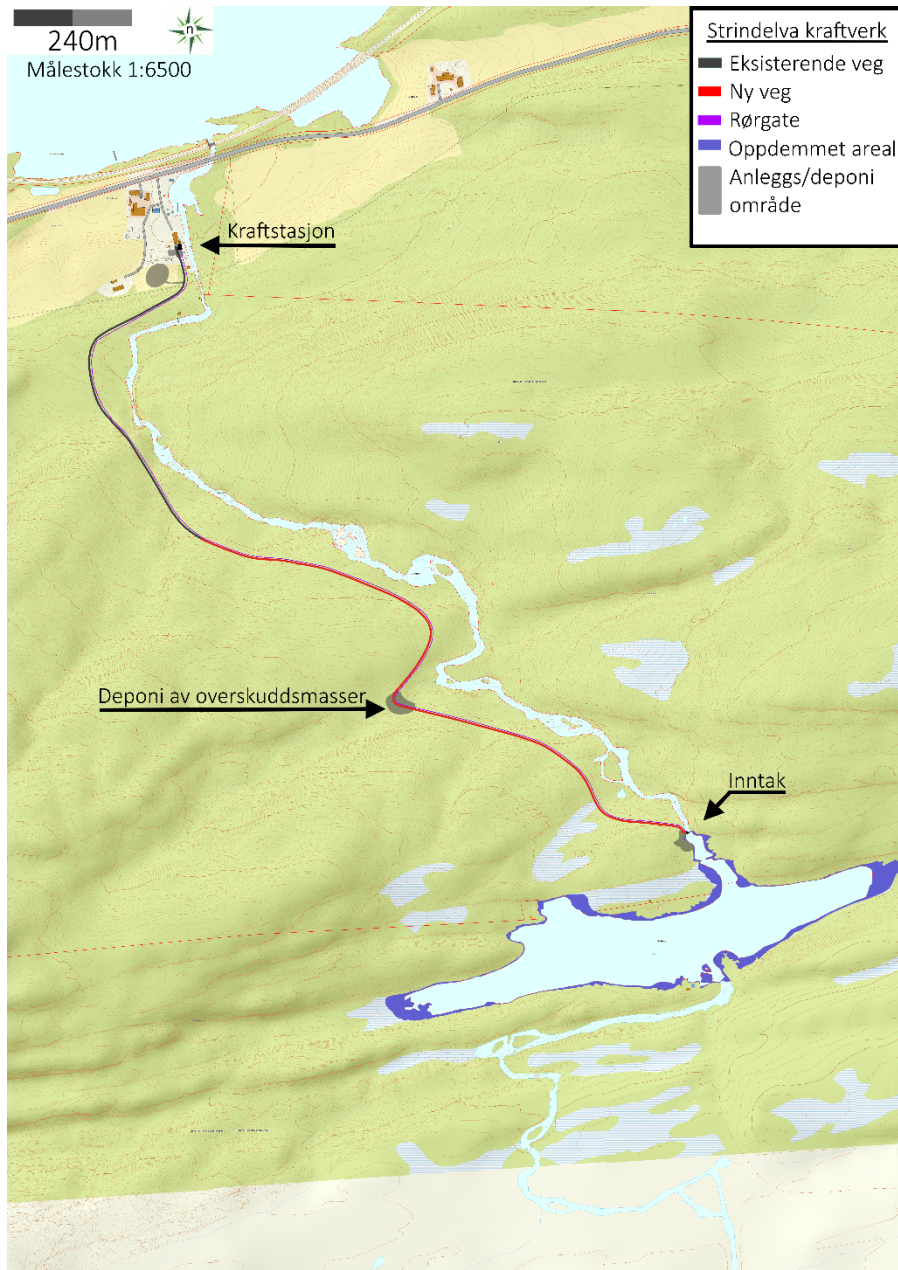 n
240m
Målestokk 1:6500
Strindelva kraftverk
Eksisterende veg
Ny veg
Rørgate
Oppdemmet areal
Anleggs/deponi
område
Kraftstasjon
Deponi av overskuddsmasser
Inntak